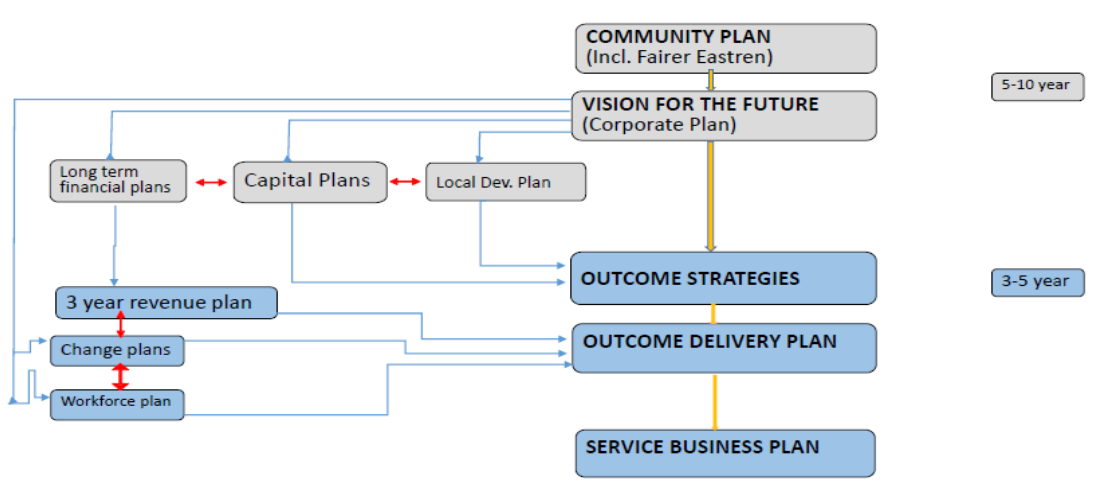 COMMUNITY PLAN
(Incl. Fairer Eastren)
5-10 year
VISION FOR THE FUTURE
(Corporate Plan)
Long term
financial plans
Capital Plans
Local Dev. Plan
OUTCOME STRATEGIES
3-5 year
3 year revenue plan
OUTCOME DELIVERY PLAN
Change plans
Workforce plan
SERVICE BUSINESS PLAN